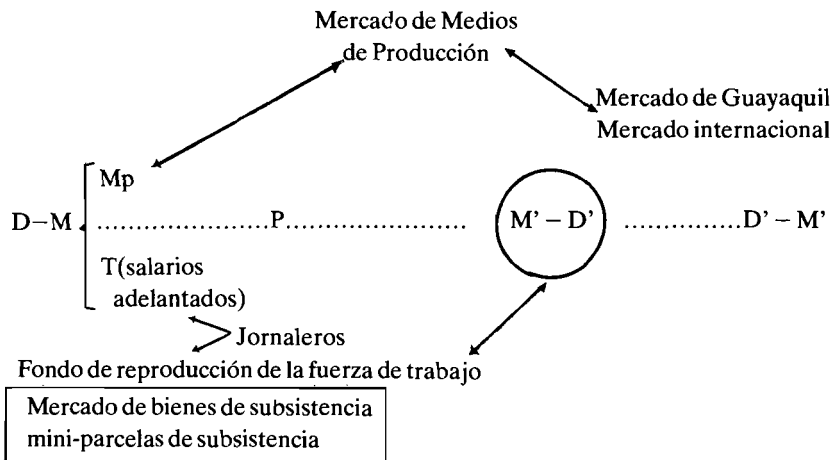 Mercado de Medios
de Producción
Mercado de Guayaquil
Mercado internacional
Mp
D–M ......................P.................... M’ – D’ ...............D’ – M’
T(salarios
adelantados)
Jornaleros
Fondo de reproducción de la fuerza de trabajo
Mercado de bienes de subsistencia
mini-parcelas de subsistencia